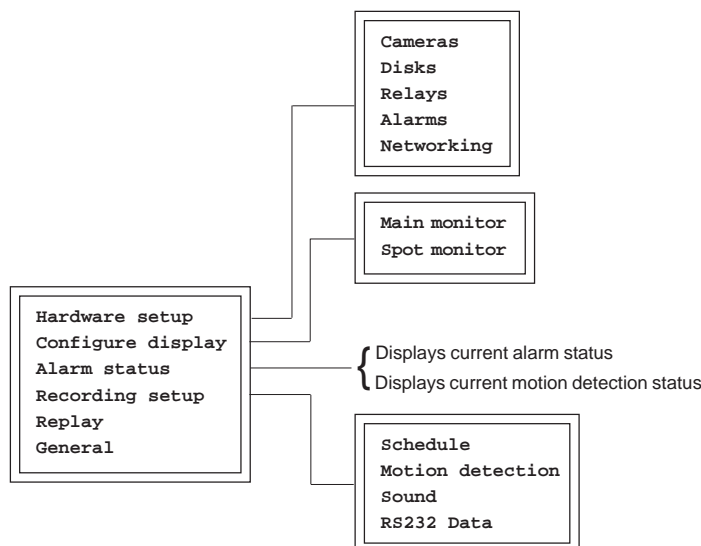 Cameras
Disks
Relays
Alarms
Networking
Main monitor
Spot monitor
Hardware setup
Configure display
Alarm status
Recording setup
Replay
General
Displays current alarm status
Displays current motion detection status
Schedule
Motion detection
Sound
RS232 Data